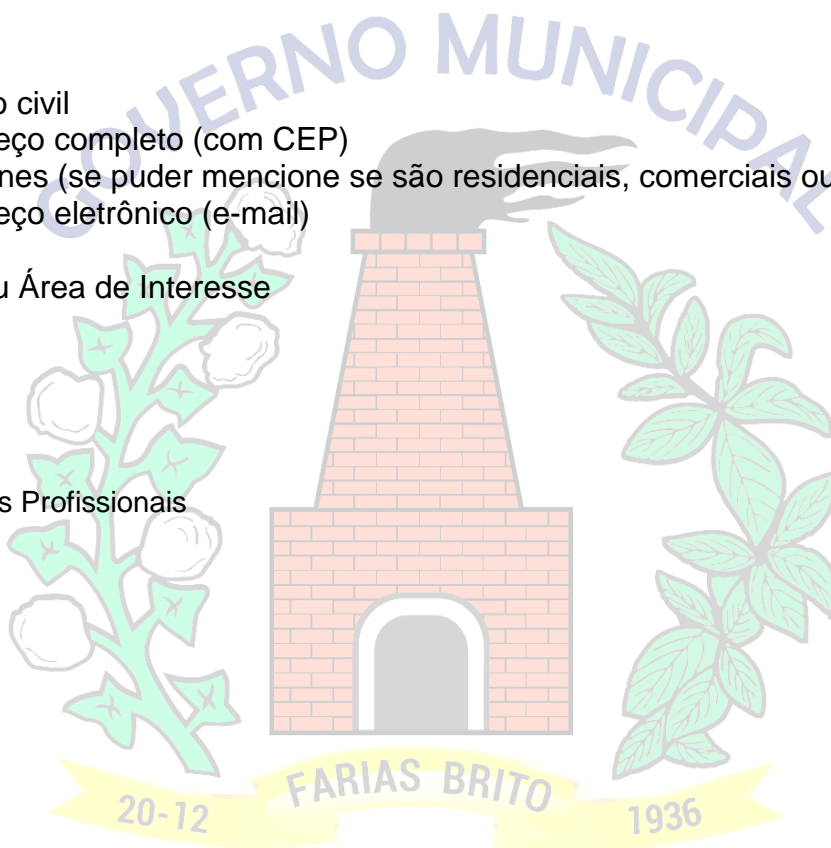 GOVERNO MUNICIPAL
o civil
eço completo (com CEP)
nes (se puder mencione se são residenciais, comerciais ou
eço eletrônico (e-mail)
u Área de Interesse
s Profissionais
20-12 FARIAS BRITO 1936